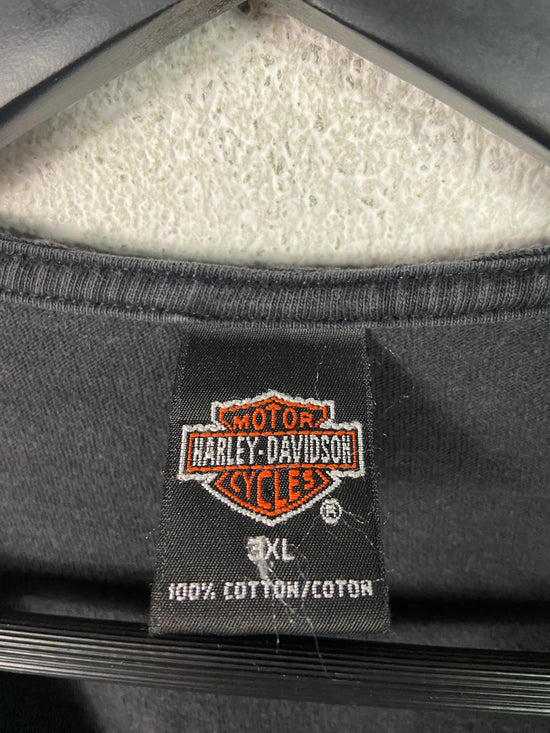 MOTOR
HARLEY-DAVIDSON
CYCLES
®
3XL
100% COTTON/COTON